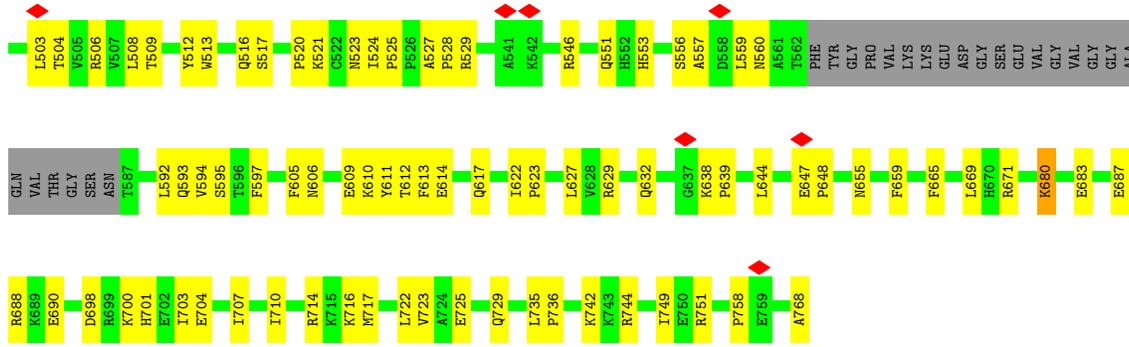 L503 T504 V505 R506 V507 L508 T509 Y512 W513 Q516 S517 P520 K521 C522 N523 I524 P525 P526 A527 P528 R529 A541 K542 R546 Q551 H552 H553 S556 A557 D558 L559 N560 A561 T562 PHE TYR GLY PRO VAL LYS LYS GLU ASP GLY SER GLU VAL GLY VAL GLY GLY ALA
GLN VAL THR GLY SER ASN T587 L592 Q593 V594 S595 T596 F597 F605 N606 E609 K610 Y611 T612 F613 E614 Q617 I622 P623 L627 V628 R629 Q632 G637 K638 P639 L644 E647 P648 N655 F659 F665 L669 H670 R671 K680 E683 E687
R688 K689 E690 D698 R699 K700 H701 E702 I703 E704 I707 I710 R714 K715 K716 M717 L722 V723 A724 E725 Q729 L735 P736 K742 K743 R744 I749 E750 R751 P758 E759 A768